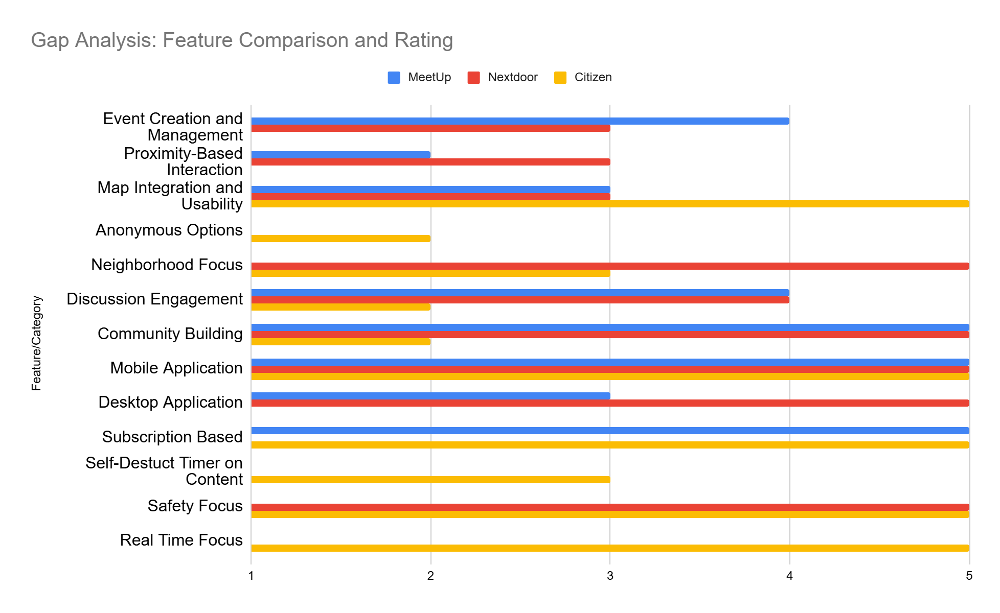 Gap Analysis: Feature Comparison and Rating
MeetUp
Nextdoor
Citizen
Feature/Category
Event Creation and
Management
Proximity-Based
Interaction
Map Integration and
Usability
Anonymous Options
Neighborhood Focus
Discussion Engagement
Community Building
Mobile Application
Desktop Application
Subscription Based
Self-Destuct Timer on
Content
Safety Focus
Real Time Focus
1
2
3
4
5